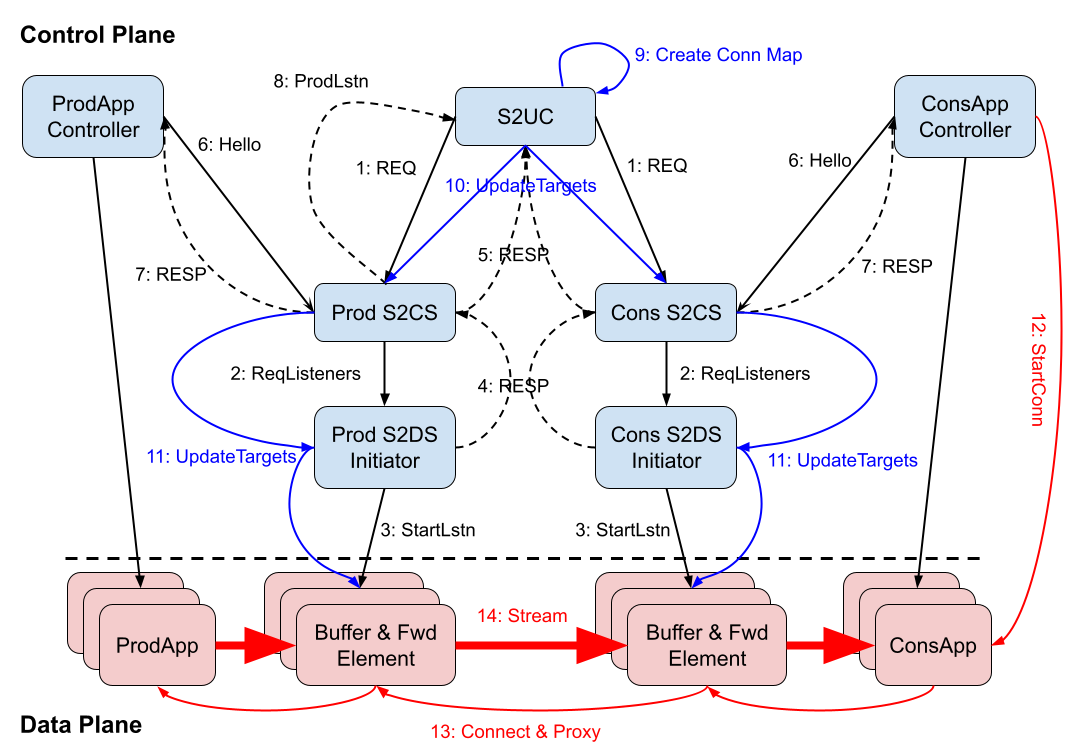 Control Plane
9: Create Conn Map
8: ProdLstn
ProdApp
Controller
S2UC
ConsApp
Controller
6: Hello
1: REQ
1: REQ
6: Hello
10: UpdateTargets
5: RESP
7: RESP
7: RESP
Prod S2CS
Cons S2CS
12: StartConn
2: ReqListeners
4: RESP
2: ReqListeners
Prod S2DS
Initiator
Cons S2DS
Initiator
11: UpdateTargets
11: UpdateTargets
3: StartLstn
3: StartLstn
14: Stream
ProdApp
Buffer & Fwd
Element
Buffer & Fwd
Element
ConsApp
13: Connect & Proxy
Data Plane